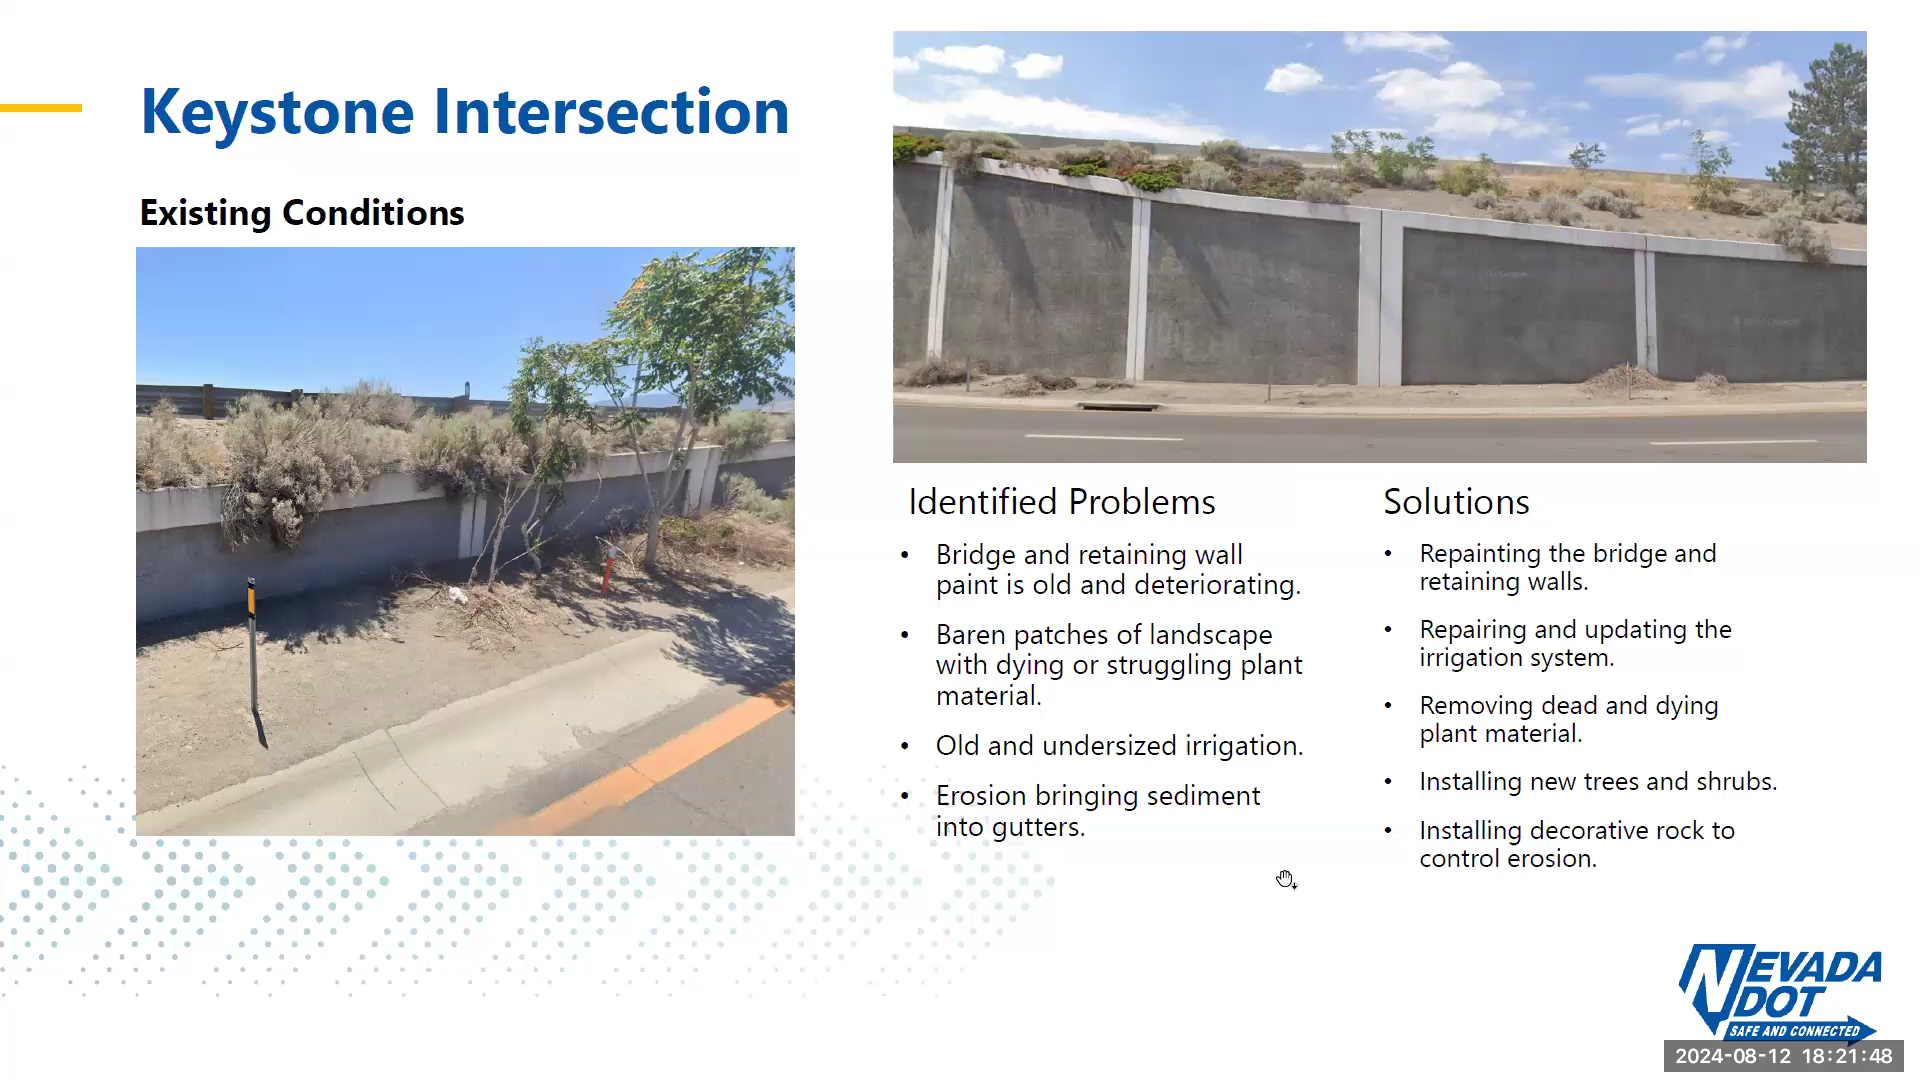 Keystone Intersection
Existing Conditions
Identified Problems
• Bridge and retaining wall
paint is old and deteriorating.
• Baren patches of landscape
with dying or struggling plant
material.
• Old and undersized irrigation.
• Erosion bringing sediment
into gutters.
Solutions
• Repainting the bridge and
retaining walls.
• Repairing and updating the
irrigation system.
• Removing dead and dying
plant material.
• Installing new trees and shrubs.
• Installing decorative rock to
control erosion.
NEVADA
DOT
SAFE AND CONNECTED
2024-08-12 18:21:48